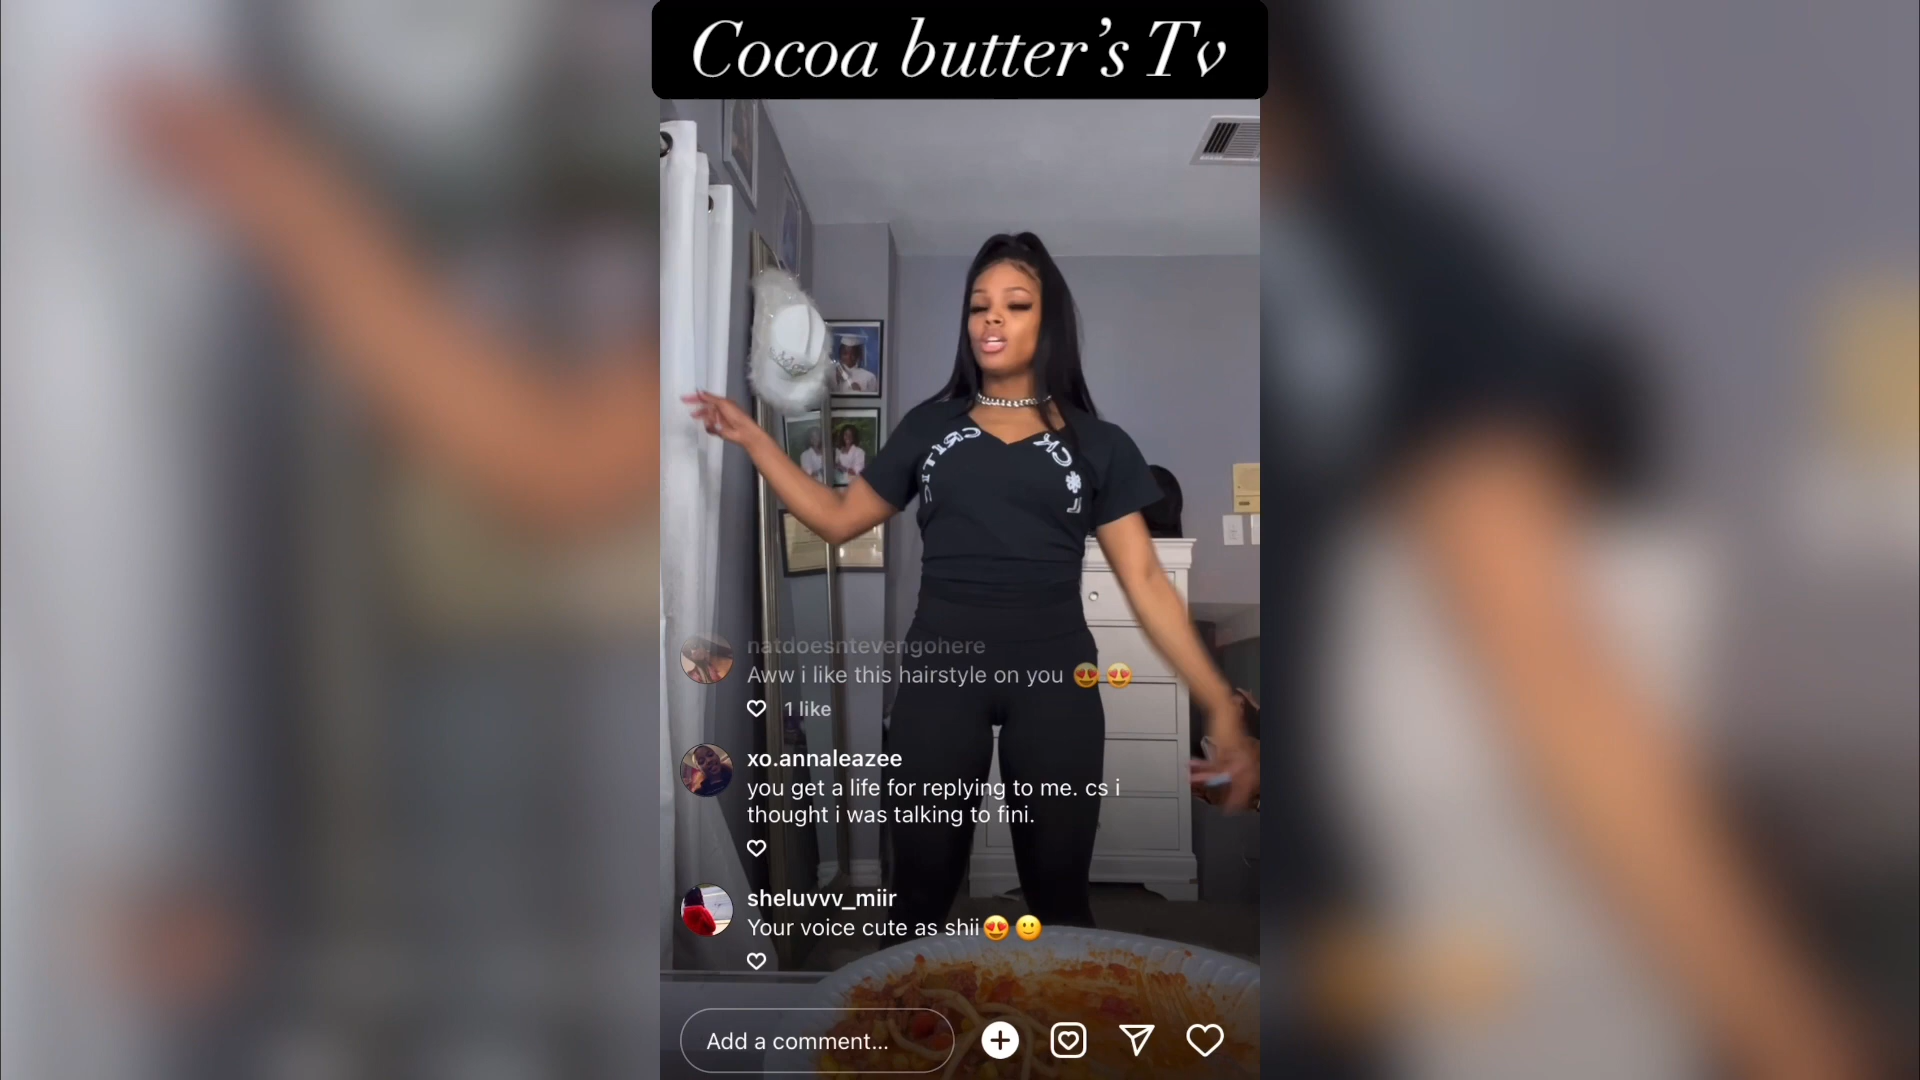 Cocoa butter’s Tv
natdoesntevengohere
Aww i like this hairstyle on you 😍 😍
1 like
xo.annaleazee
you get a life for replying to me. cs i
thought i was talking to fini.
sheluvvv_miir
Your voice cute as shii😍 🙂
Add a comment...